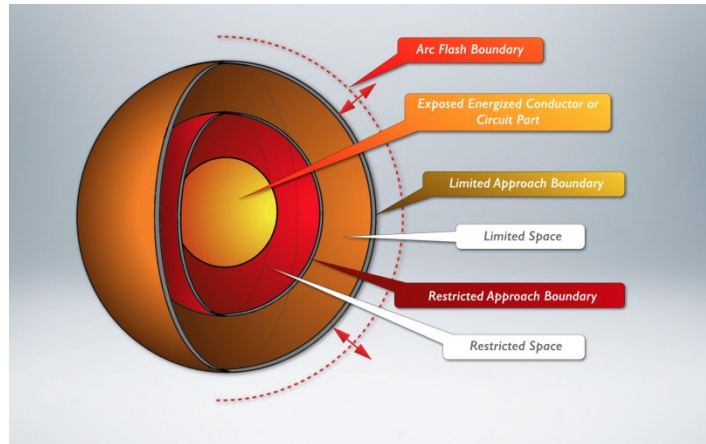 Arc Flash Boundary
Exposed Energized Conductor or
Circuit Part
Limited Approach Boundary
Limited Space
Restricted Approach Boundary
Restricted Space